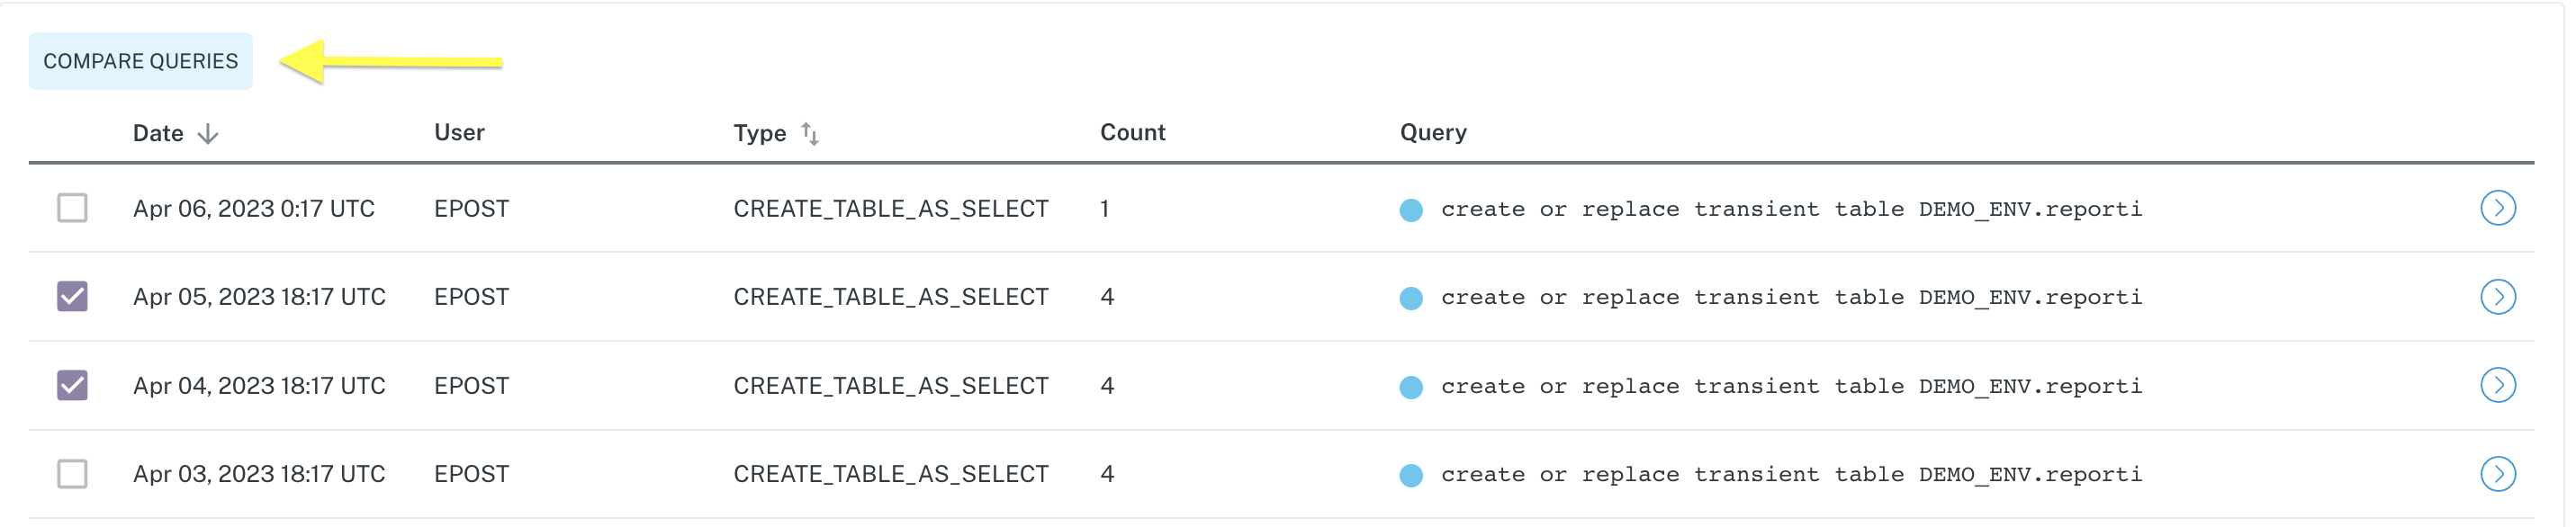 COMPARE QUERIES
Date User Type Count Query
Apr 06, 2023 0:17 UTC EPOST CREATE_TABLE_AS_SELECT 1 create or replace transient table DEMO_ENV.reporti
Apr 05, 2023 18:17 UTC EPOST CREATE_TABLE_AS_SELECT 4 create or replace transient table DEMO_ENV.reporti
Apr 04, 2023 18:17 UTC EPOST CREATE_TABLE_AS_SELECT 4 create or replace transient table DEMO_ENV.reporti
Apr 03, 2023 18:17 UTC EPOST CREATE_TABLE_AS_SELECT 4 create or replace transient table DEMO_ENV.reporti